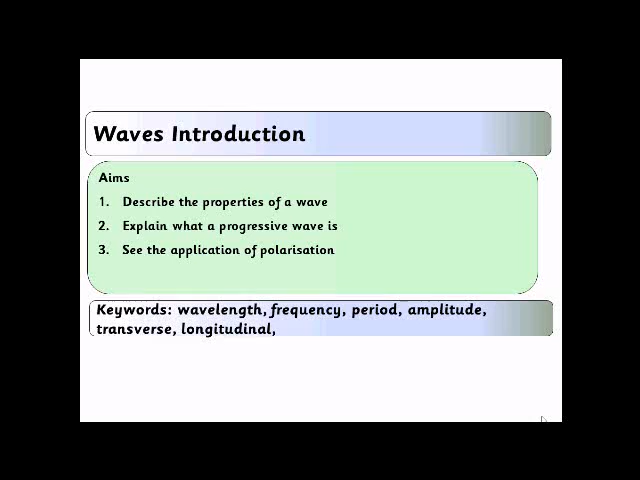 Waves Introduction
Aims
1. Describe the properties of a wave
2. Explain what a progressive wave is
3. See the application of polarisation
Keywords: wavelength, frequency, period, amplitude,
transverse, longitudinal,